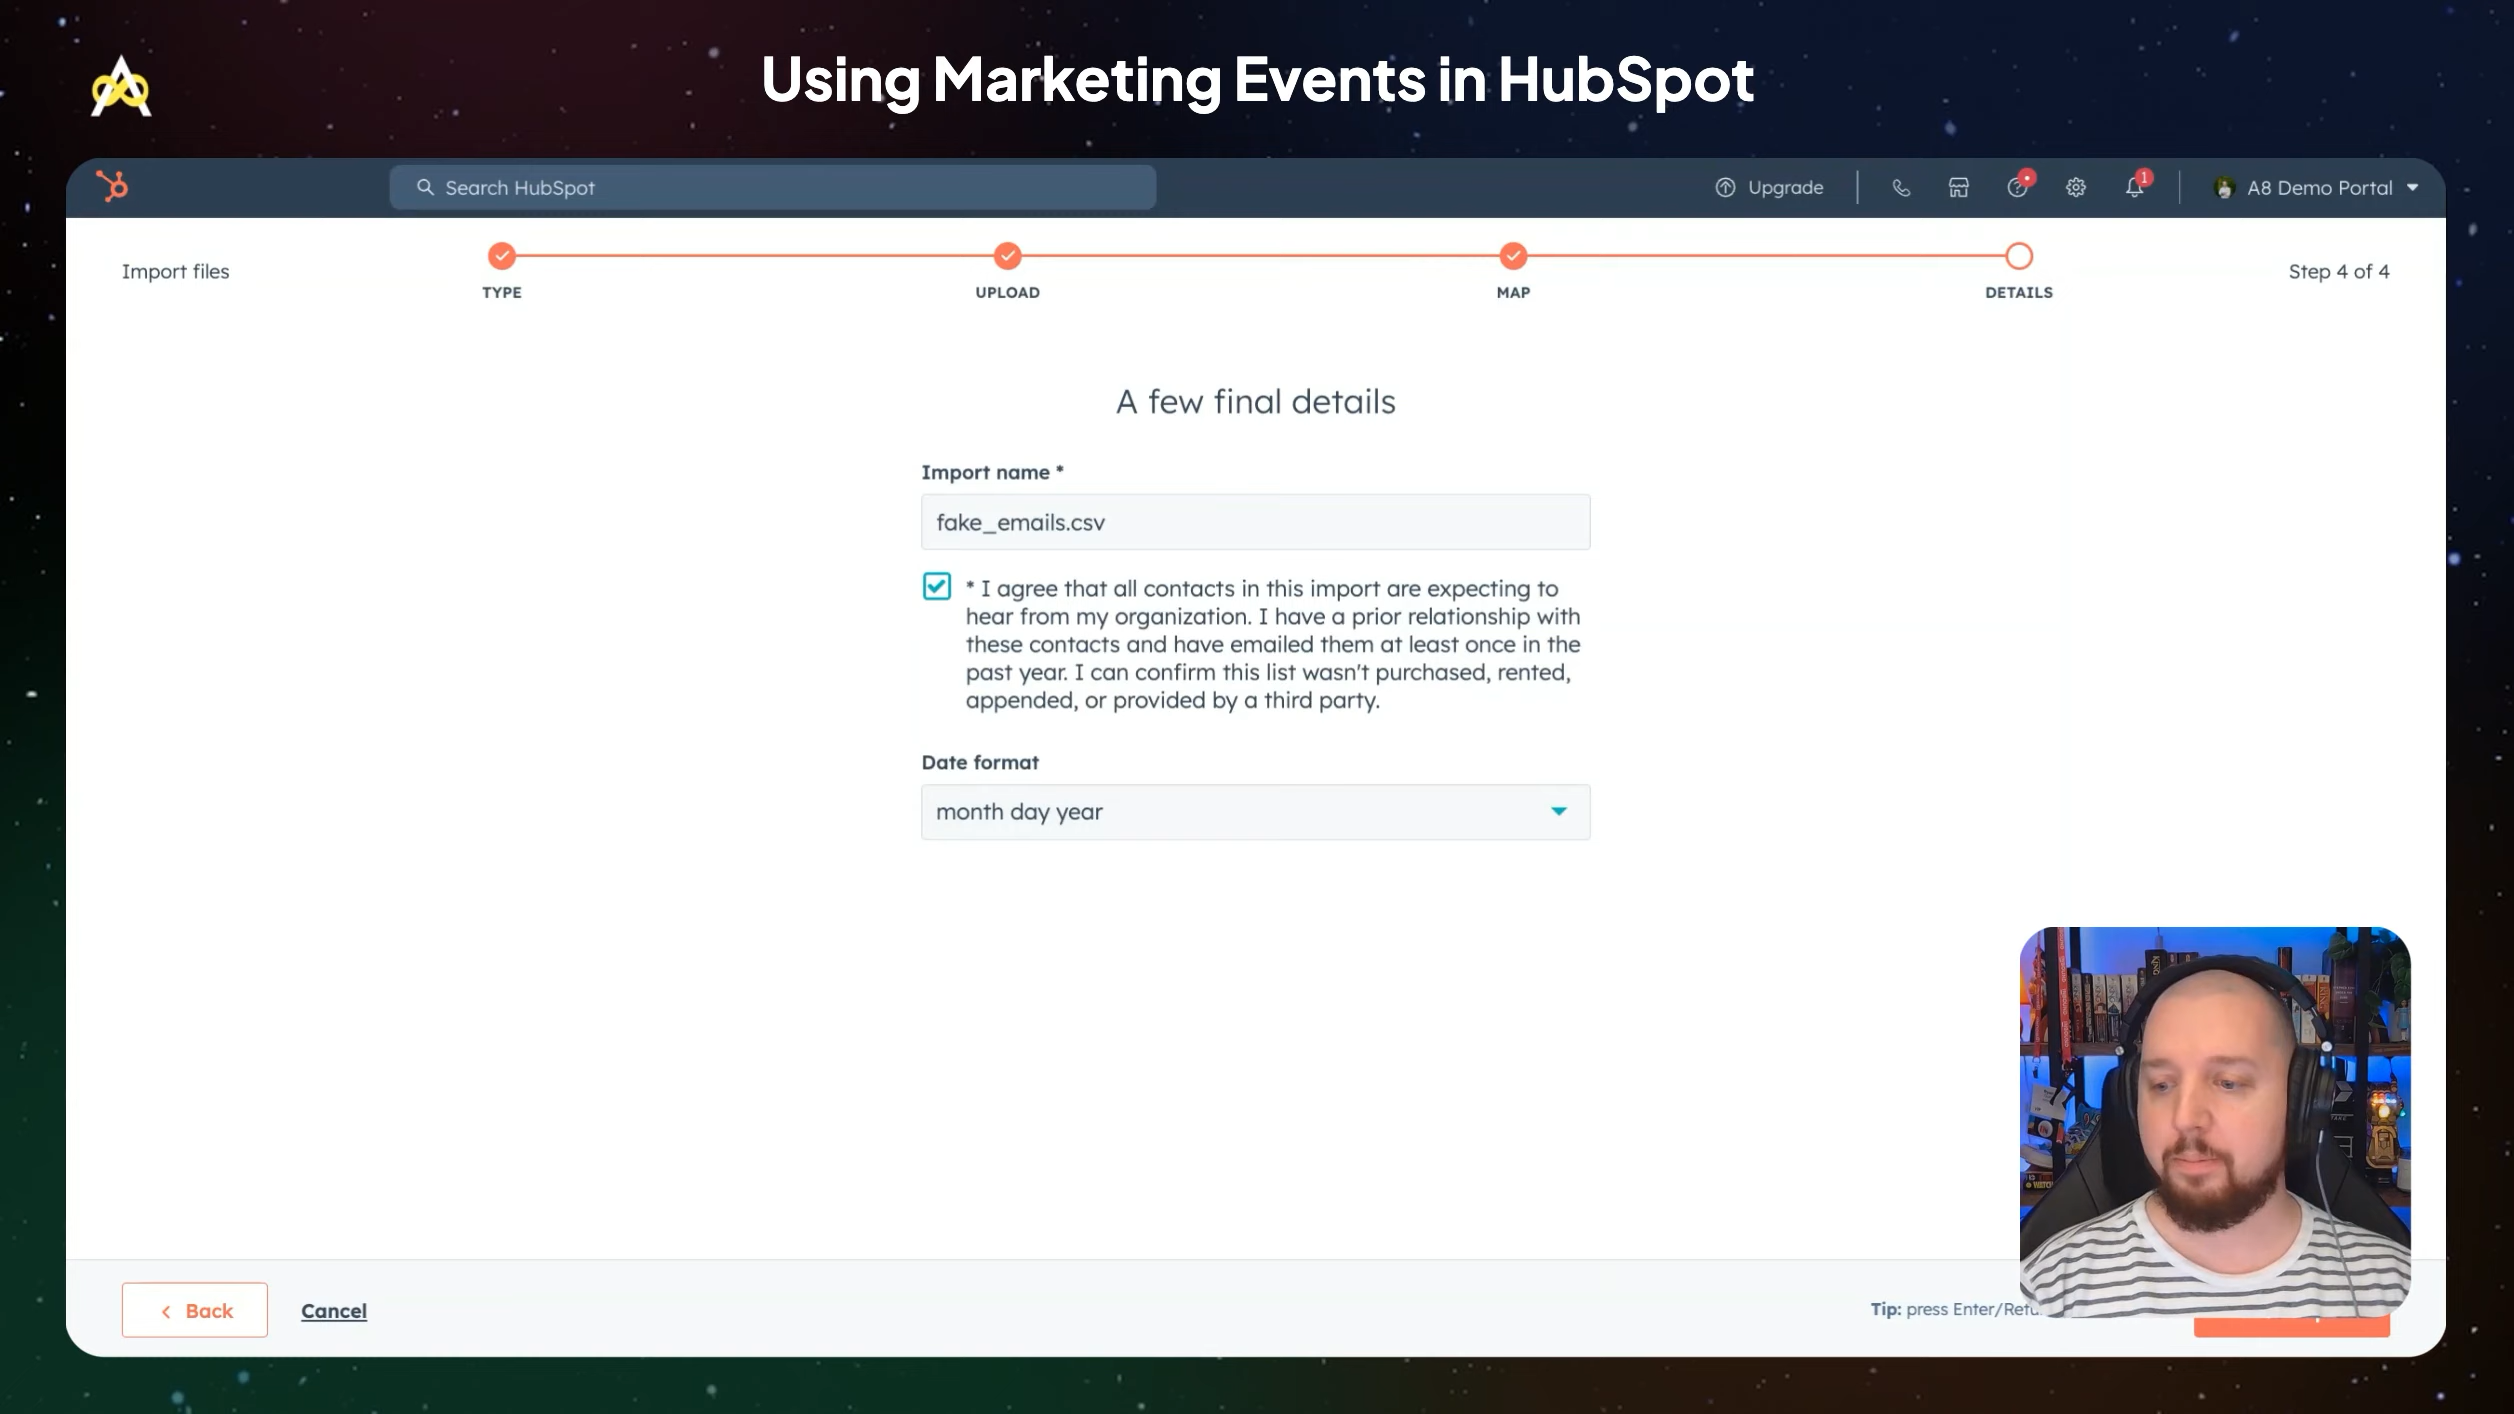 Using Marketing Events in HubSpot
Search HubSpot
Upgrade
1
A8 Demo Portal
Import files
TYPE
UPLOAD
MAP
DETAILS
Step 4 of 4
A few final details
Import name *
fake_emails.csv
* I agree that all contacts in this import are expecting to
hear from my organization. I have a prior relationship with
these contacts and have emailed them at least once in the
past year. I can confirm this list wasn't purchased, rented,
appended, or provided by a third party.
Date format
month day year
Back
Cancel
Tip: press Enter/Retu